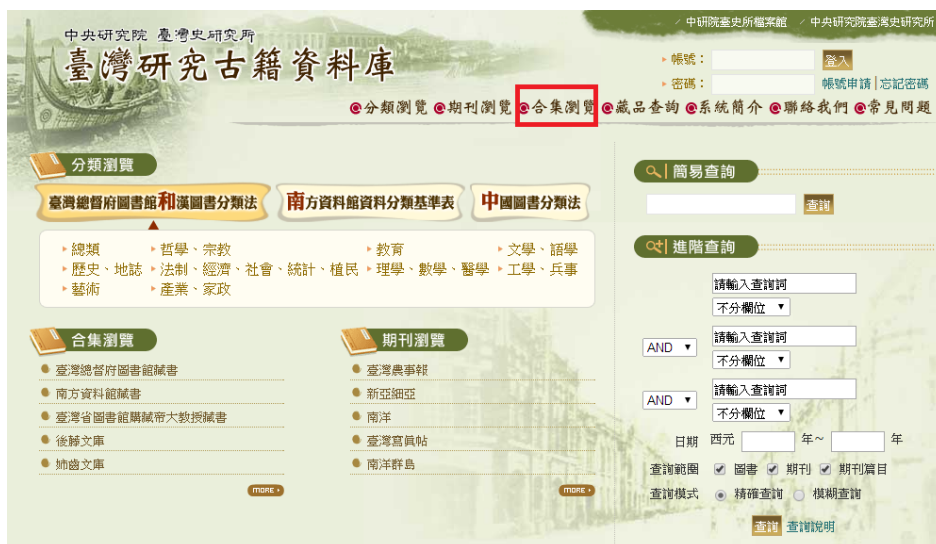 中研院臺史所檔案館 中央研究院臺灣史研究所
中央研究院 臺灣史研究所
臺灣研究古籍資料庫
帳號：
登入
密碼：
帳號申請|忘記密碼
分類瀏覽 期刊瀏覽 合集瀏覽 藏品查詢 系統簡介 聯絡我們 常見問題
分類瀏覽
臺灣總督府圖書館和漢圖書分類法 南方資料館資料分類基準表 中國圖書分類法
總類 哲學、宗教 教育 文學、語學
歷史、地誌 法制、經濟、社會、統計、植民 理學、數學、醫學 工學、兵事
藝術 產業、家政
合集瀏覽
臺灣總督府圖書館藏書
南方資料館藏書
臺灣省圖書館購藏帝大教授藏書
後藤文庫
姉齒文庫
more
期刊瀏覽
臺灣農事報
新亞細亞
南洋
臺灣寫眞帖
南洋群島
more
簡易查詢
查詢
進階查詢
請輸入查詢詞
不分欄位
AND
請輸入查詢詞
不分欄位
AND
請輸入查詢詞
不分欄位
日期 西元 年~ 年
查詢範圍 圖書 期刊 期刊篇目
查詢模式 精確查詢 模糊查詢
查詢 查詢說明